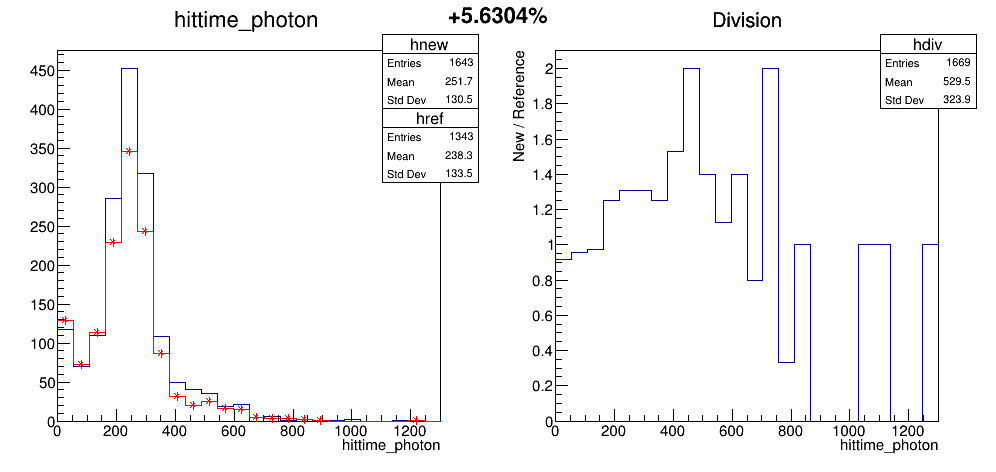 +5.6304%
hittime_photon
hnew
Entries 1643
Mean 251.7
Std Dev 130.5
href
Entries 1343
Mean 238.3
Std Dev 133.5
450
400
350
300
250
200
150
100
50
0
0 200 400 600 800 1000 1200
hittime_photon
Division
hdiv
Entries 1669
Mean 529.5
Std Dev 323.9
New / Reference
2
1.8
1.6
1.4
1.2
1
0.8
0.6
0.4
0.2
0
0 200 400 600 800 1000 1200
hittime_photon